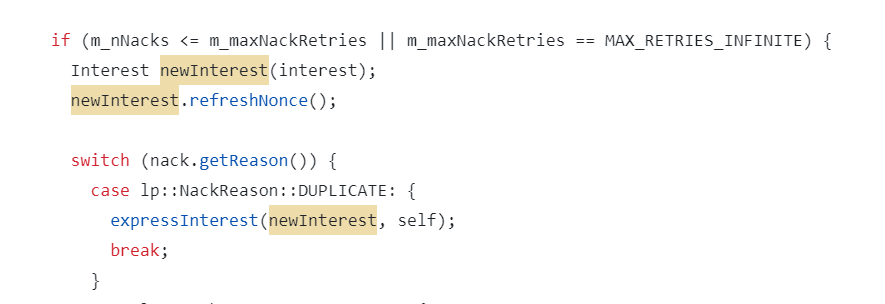 if (m_nNacks <= m_maxNackRetries || m_maxNackRetries == MAX_RETRIES_INFINITE) {
Interest newInterest(interest);
newInterest.refreshNonce();
switch (nack.getReason()) {
case lp::NackReason::DUPLICATE: {
expressInterest(newInterest, self);
break;
}